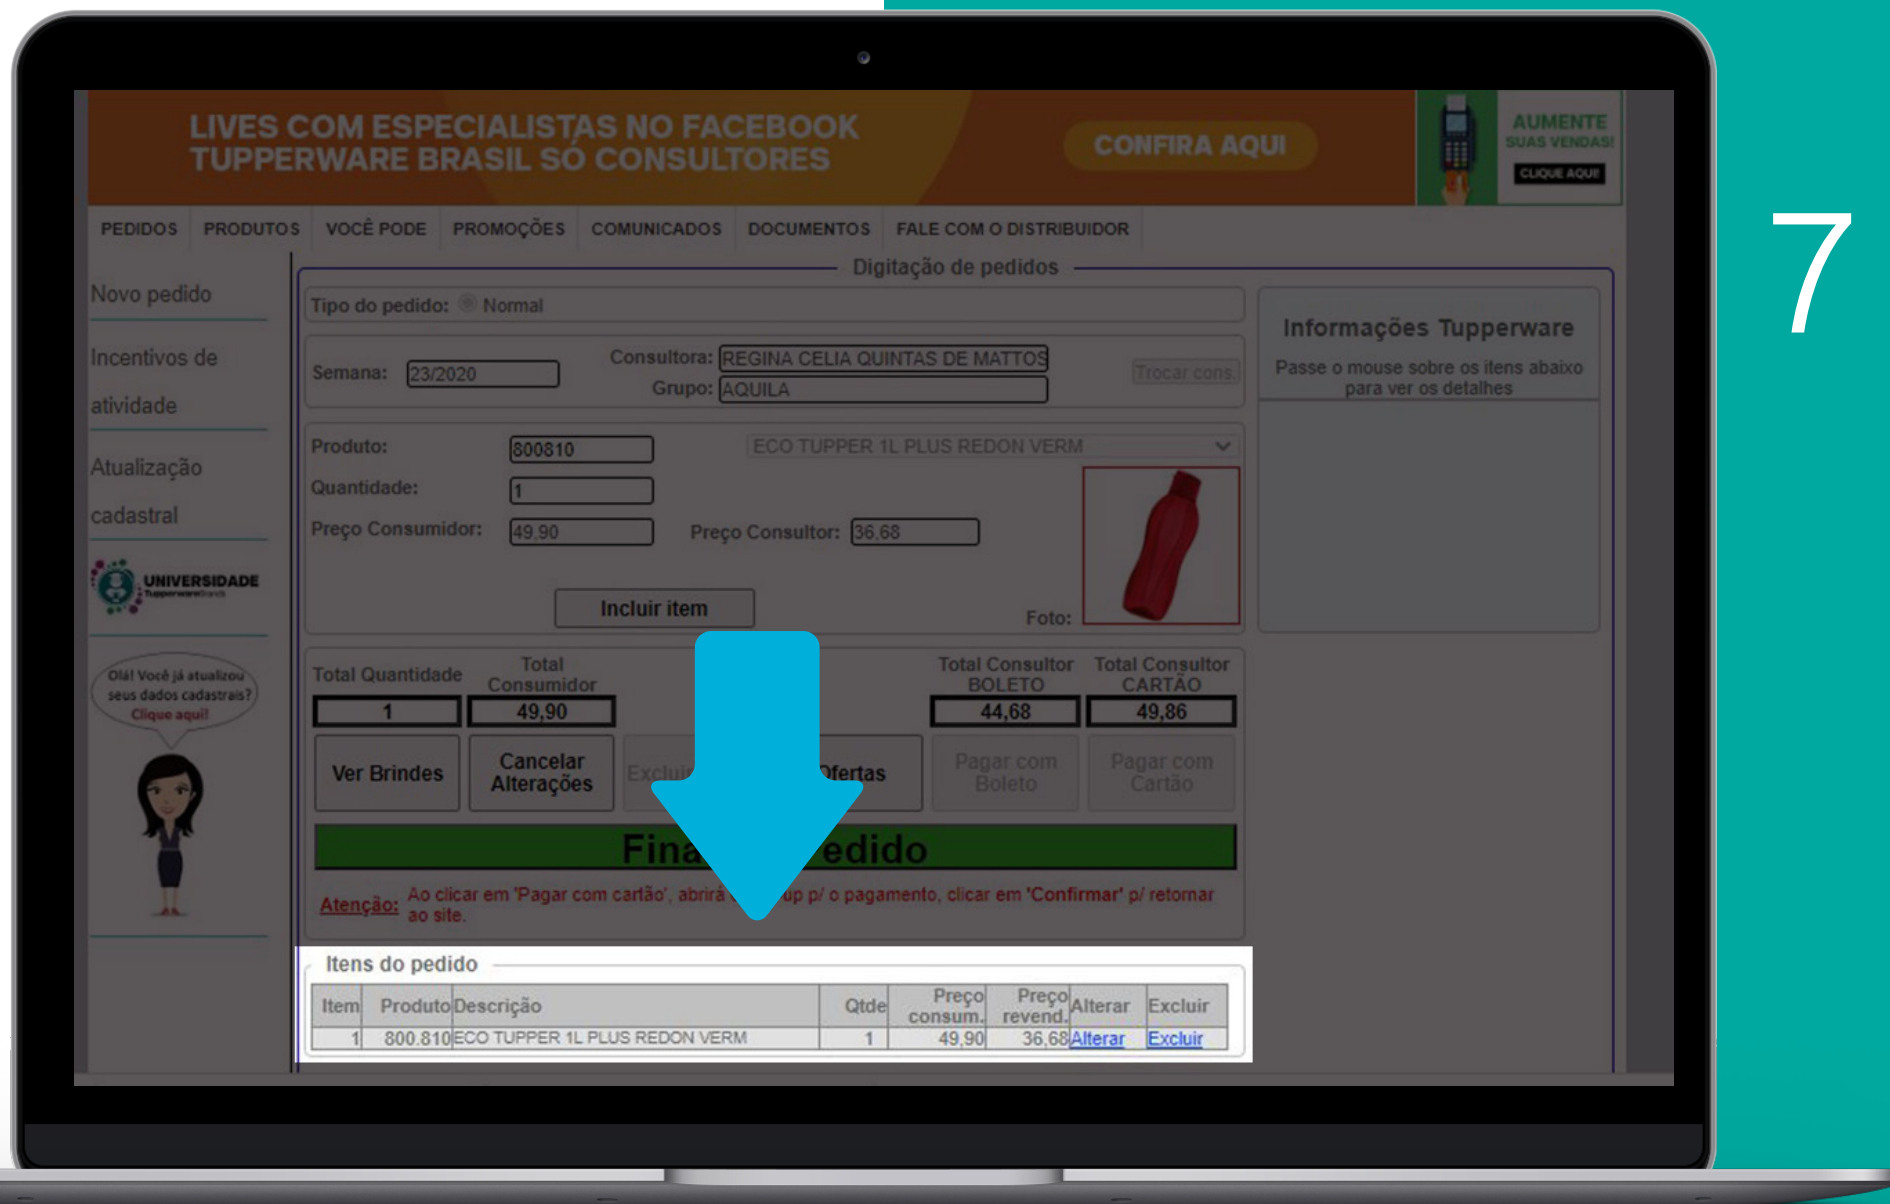 LIVES COM ESPECIALISTAS NO FACEBOOK
TUPPERWARE BRASIL SÓ CONSULTORES
CONFIRA AQUI
AUMENTE
SUAS VENDAS!
CLIQUE AQUI!
7
PEDIDOS PRODUTOS VOCÊ PODE PROMOÇÕES COMUNICADOS DOCUMENTOS FALE COM O DISTRIBUIDOR
Novo pedido
Incentivos de
atividade
Atualização
cadastral
UNIVERSIDADE
TupperwareBrands
Olá! Você já atualizou
seus dados cadastrais?
Clique aqui!
Digitação de pedidos
Tipo do pedido: Normal
Semana: 23/2020
Consultora: REGINA CELIA QUINTAS DE MATTOS
Grupo: AQUILA
Trocar cons.
Produto: 800810 ECO TUPPER 1L PLUS REDON VERM
Quantidade: 1
Preço Consumidor: 49,90 Preço Consultor: 36,68
Incluir item
Foto:
Informações Tupperware
Passe o mouse sobre os itens abaixo
para ver os detalhes
Total Quantidade
1
Total
Consumidor
49,90
Total Consultor
BOLETO
44,68
Total Consultor
CARTÃO
49,86
Ver Brindes
Cancelar
Alterações
Ofertas
Pagar com
Boleto
Pagar com
Cartão
Atenção: Ao clicar em 'Pagar com cartão', abrirá p/ o pagamento, clicar em 'Confirmar' p/ retornar
ao site.
Itens do pedido
Item Produto Descrição Qtde Preço consum. Preço revend. Alterar Excluir
1 800.810 ECO TUPPER 1L PLUS REDON VERM 1 49,90 36,68 Alterar Excluir